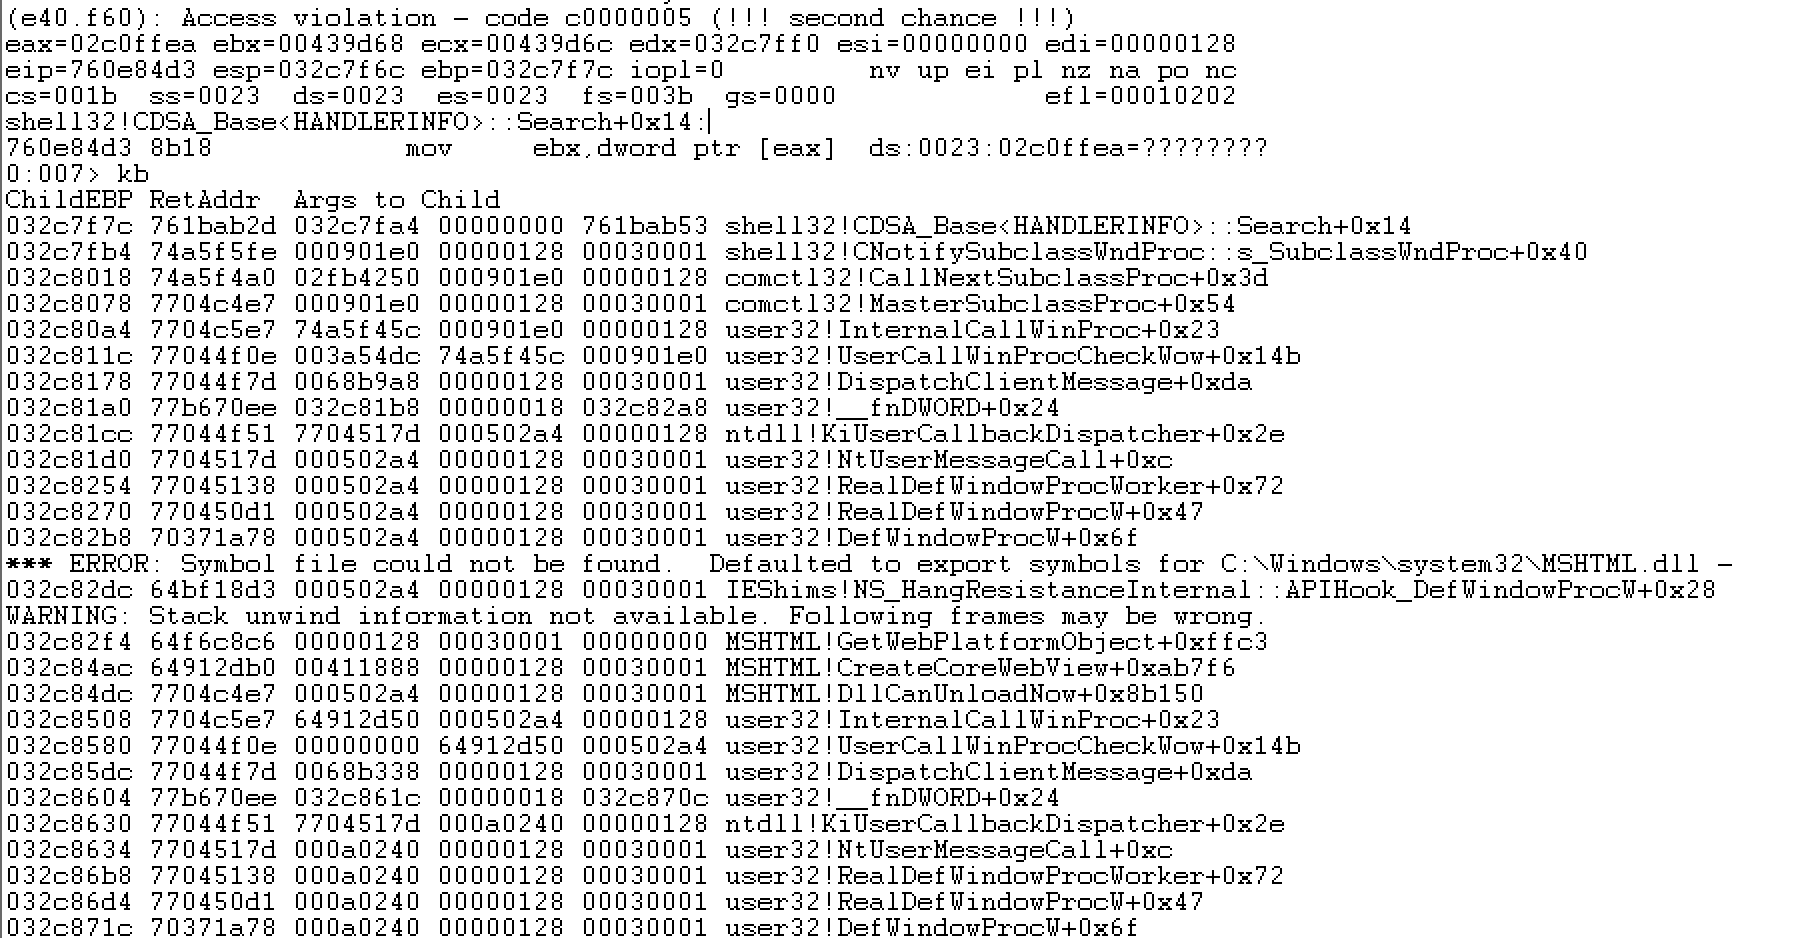 (e40.f60): Access violation - code c0000005 (!!! second chance !!!)
eax=02c0ffea ebx=00439d68 ecx=00439d6c edx=032c7ff0 esi=00000000 edi=00000128
eip=760e84d3 esp=032c7f6c ebp=032c7f7c iopl=0         nv up ei pl nz na po nc
cs=001b  ss=0023  ds=0023  es=0023  fs=003b  gs=0000             efl=00010202
shell32!CDSA_Base<HANDLERINFO>::Search+0x14:
760e84d3 8b18            mov     ebx,dword ptr [eax]  ds:0023:02c0ffea=????????
0:007> kb
ChildEBP RetAddr  Args to Child
032c7f7c 761bab2d 032c7fa4 00000000 761bab53 shell32!CDSA_Base<HANDLERINFO>::Search+0x14
032c7fb4 74a5f5fe 000901e0 00000128 00030001 shell32!CNotifySubclassWndProc::s_SubclassWndProc+0x40
032c8018 74a5f4a0 02fb4250 000901e0 00000128 comctl32!CallNextSubclassProc+0x3d
032c8078 7704c4e7 000901e0 00000128 00030001 comctl32!MasterSubclassProc+0x54
032c80a4 7704c5e7 74a5f45c 000901e0 00000128 user32!InternalCallWinProc+0x23
032c811c 77044f0e 003a54dc 74a5f45c 000901e0 user32!UserCallWinProcCheckWow+0x14b
032c8178 77044f7d 0068b9a8 00000128 00030001 user32!DispatchClientMessage+0xda
032c81a0 77b670ee 032c81b8 00000018 032c82a8 user32!__fnDWORD+0x24
032c81cc 77044f51 7704517d 000502a4 00000128 ntdll!KiUserCallbackDispatcher+0x2e
032c81d0 7704517d 000502a4 00000128 00030001 user32!NtUserMessageCall+0xc
032c8254 77045138 000502a4 00000128 00030001 user32!RealDefWindowProcWorker+0x72
032c8270 770450d1 000502a4 00000128 00030001 user32!RealDefWindowProcW+0x47
032c82b8 70371a78 000502a4 00000128 00030001 user32!DefWindowProcW+0x6f
*** ERROR: Symbol file could not be found.  Defaulted to export symbols for C:\Windows\system32\MSHTML.dll -
032c82dc 64bf18d3 000502a4 00000128 00030001 IEShims!NS_HangResistanceInternal::APIHook_DefWindowProcW+0x28
WARNING: Stack unwind information not available. Following frames may be wrong.
032c82f4 64f6c8c6 00000128 00030001 00000000 MSHTML!GetWebPlatformObject+0xffc3
032c84ac 64912db0 00411888 00000128 00030001 MSHTML!CreateCoreWebView+0xab7f6
032c84dc 7704c4e7 000502a4 00000128 00030001 MSHTML!DllCanUnloadNow+0x8b150
032c8508 7704c5e7 64912d50 000502a4 00000128 user32!InternalCallWinProc+0x23
032c8580 77044f0e 00000000 64912d50 000502a4 user32!UserCallWinProcCheckWow+0x14b
032c85dc 77044f7d 0068b338 00000128 00030001 user32!DispatchClientMessage+0xda
032c8604 77b670ee 032c861c 00000018 032c870c user32!__fnDWORD+0x24
032c8630 77044f51 7704517d 000a0240 00000128 ntdll!KiUserCallbackDispatcher+0x2e
032c8634 7704517d 000a0240 00000128 00030001 user32!NtUserMessageCall+0xc
032c86b8 77045138 000a0240 00000128 00030001 user32!RealDefWindowProcWorker+0x72
032c86d4 770450d1 000a0240 00000128 00030001 user32!RealDefWindowProcW+0x47
032c871c 70371a78 000a0240 00000128 00030001 user32!DefWindowProcW+0x6f